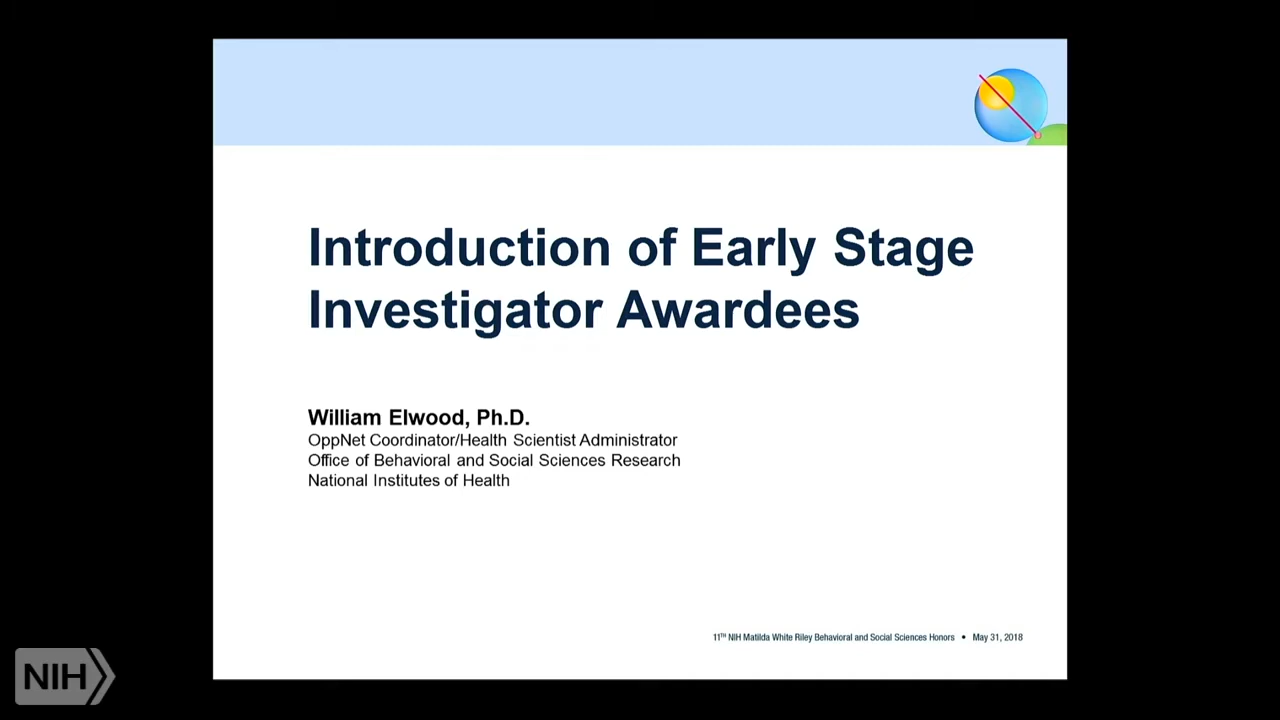 Introduction of Early Stage
Investigator Awardees
William Elwood, Ph.D.
OppNet Coordinator/Health Scientist Administrator
Office of Behavioral and Social Sciences Research
National Institutes of Health
11TH NIH Matilda White Riley Behavioral and Social Sciences Honors • May 31, 2018
NIH